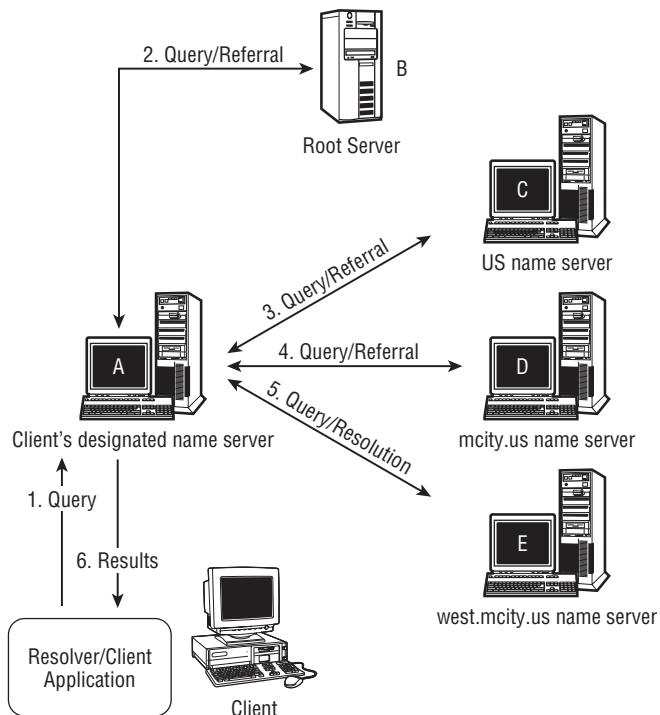 2. Query/Referral
B
Root Server
C
US name server
3. Query/Referral
A
4. Query/Referral
D
Client's designated name server
5. Query/Resolution
mcity.us name server
1. Query
6. Results
E
west.mcity.us name server
Resolver/Client
Application
Client